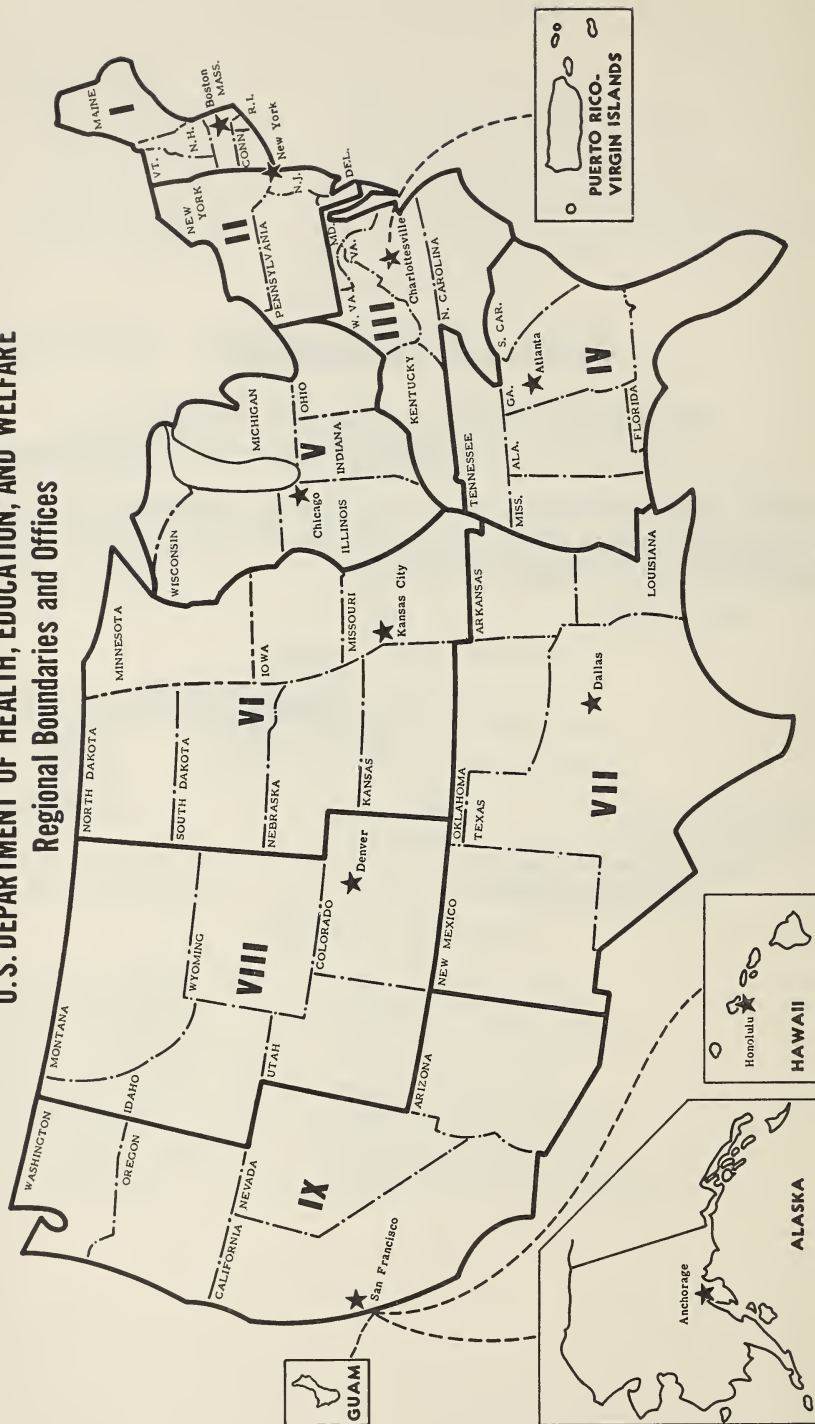 U.S. DEPARTMENT OF HEALTH, EDUCATION, AND WELFARE
Regional Boundaries and Offices
WASHINGTON
OREGON
CALIFORNIA
NEVADA
IX
San Francisco
GUAM
IDAHO
MONTANA
WYOMING
VIII
UTAH
COLORADO
Denver
ARIZONA
NEW MEXICO
NORTH DAKOTA
SOUTH DAKOTA
VI
NEBRASKA
KANSAS
MINNESOTA
IOWA
MISSOURI
Kansas City
OKLAHOMA
TEXAS
VII
Dallas
ARKANSAS
LOUISIANA
WISCONSIN
MICHIGAN
Chicago
ILLINOIS
V
INDIANA
OHIO
KENTUCKY
TENNESSEE
MISS.
ALA.
GA.
Atlanta
S. CAR.
IV
FLORIDA
MAINE
I
VT.
N.H.
Boston
MASS.
CONN.
R.I.
NEW
YORK
II
New York
PENNSYLVANIA
N.J.
DEL.
MD.
W. VA.
VA.
III
Charlottesville
N. CAROLINA
PUERTO RICO-
VIRGIN ISLANDS
Anchorage
ALASKA
Honolulu
HAWAII